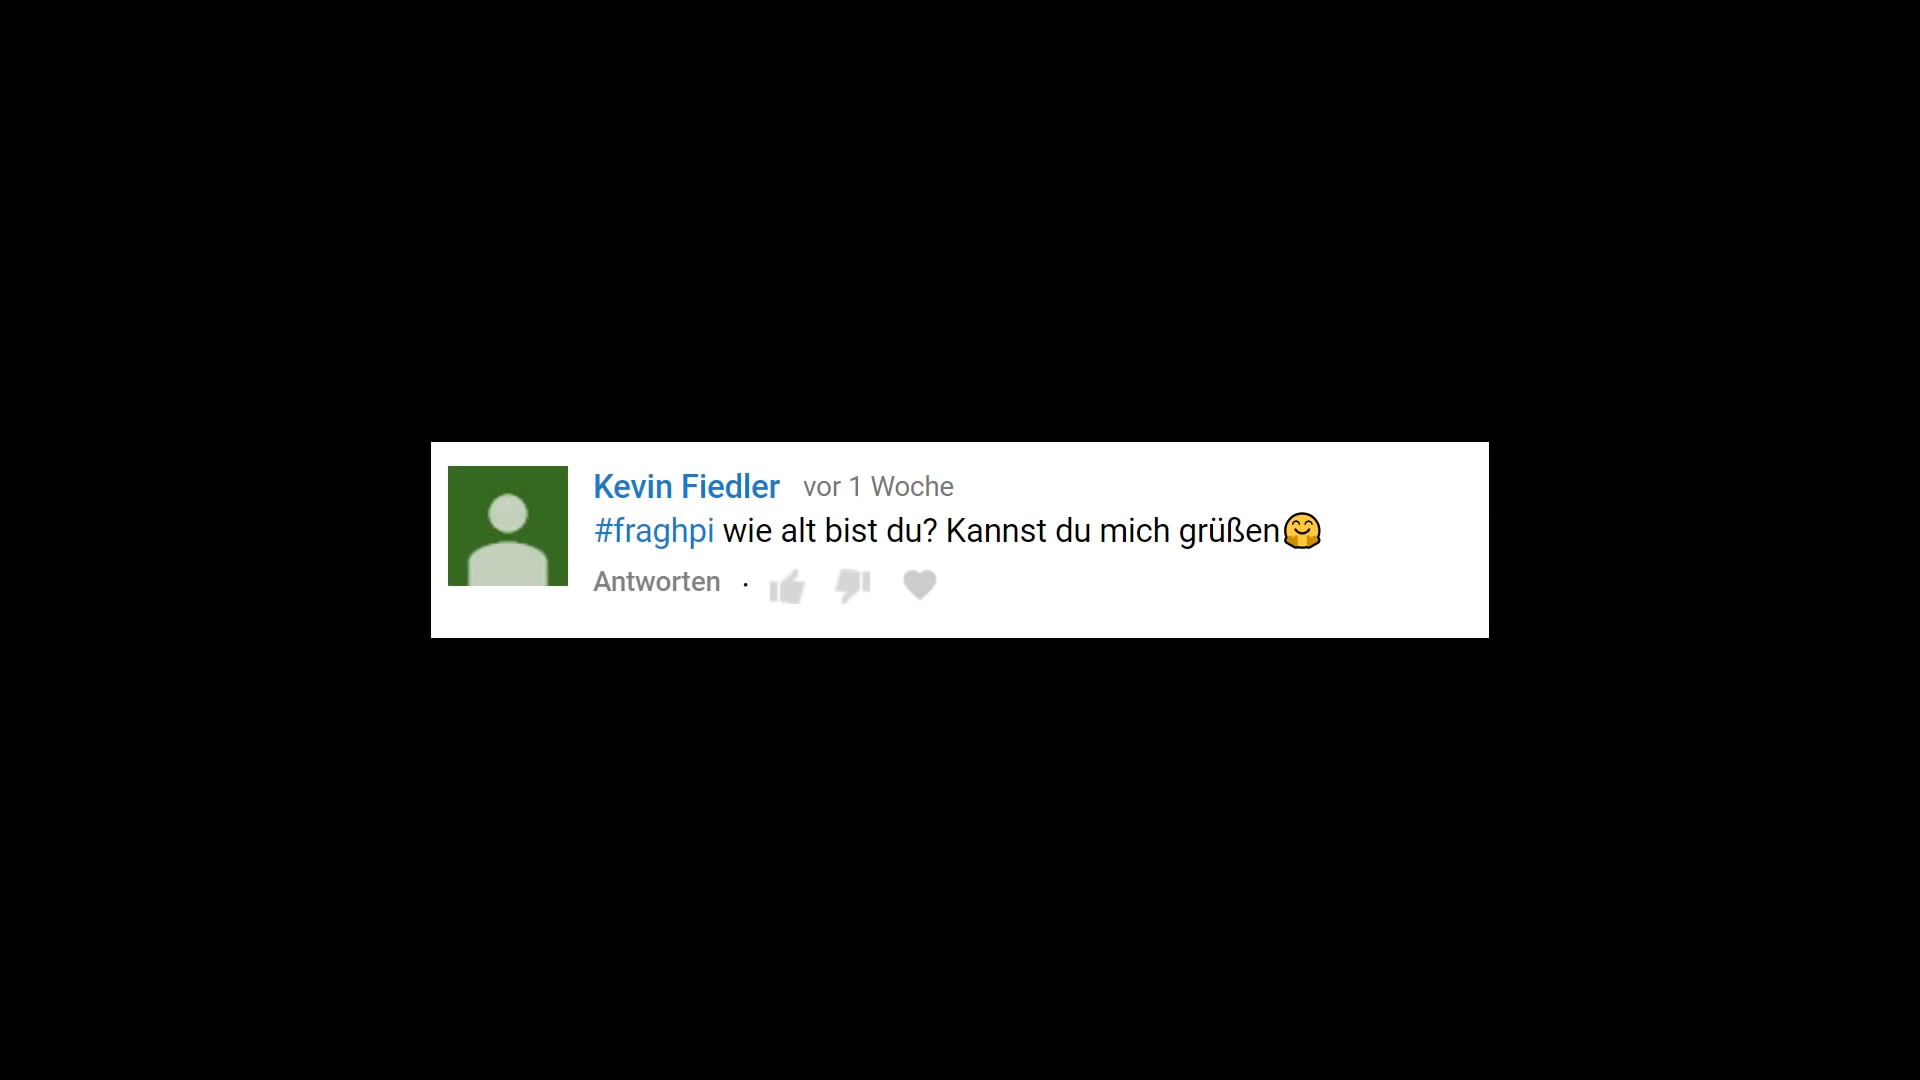 Kevin Fiedler vor 1 Woche
#fraghpi wie alt bist du? Kannst du mich grüßen🤗
Antworten ·